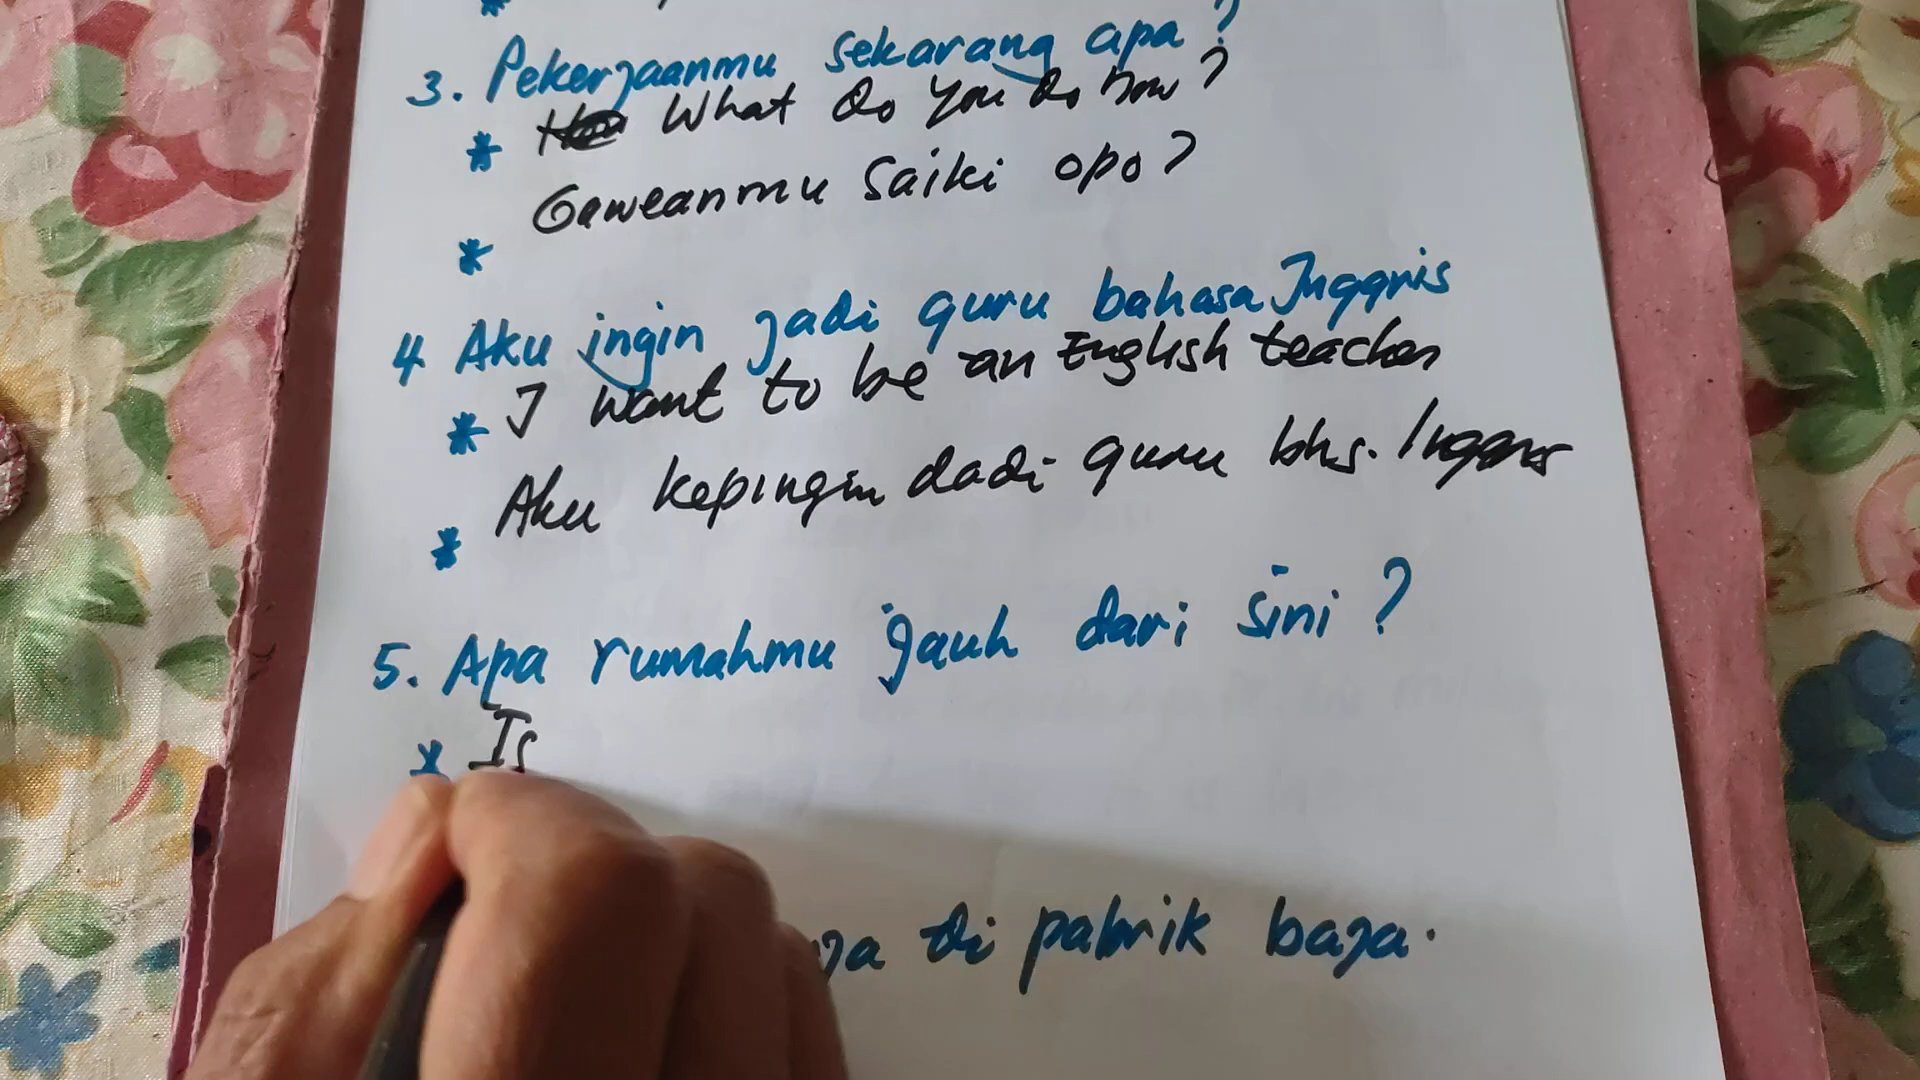 3. Pekerjaanmu sekarang apa?
* What do you do now?
* Gaweanmu saiki opo?
4 Aku ingin jadi guru bahasa Inggris
* I want to be an English teacher
* Aku kepingin dadi guru bhs. Inggris
5. Apa rumahmu jauh dari sini?
* Is
di pabrik baja.